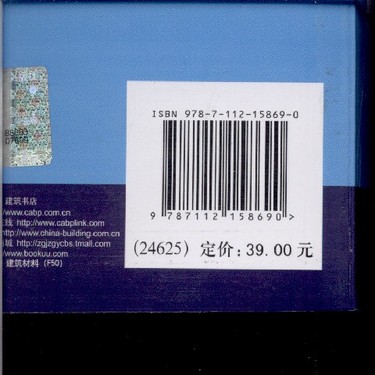 ISBN 978-7-112-15869-0
9 787112 158690>
(24625) 定价：39.00 元
建筑书店
//www.cabp.com.cn
线 http://www.cabplink.com
http://www.china-building.com.cn
城 http://zgjzgycbs.tmall.com
//www.bookuu.com
建筑材料 (F50)